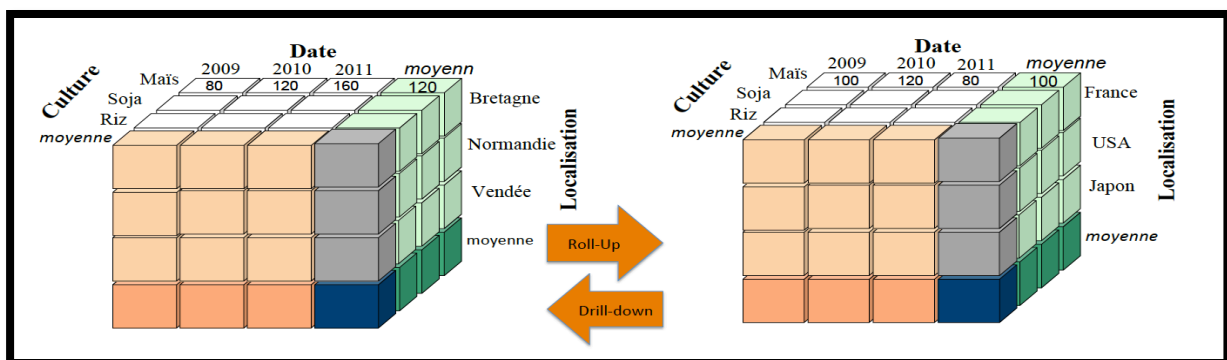 Date
Culture
Maïs 2009 2010 2011 moyenn
80 120 160 120
Soja
Riz
moyenne
Bretagne
Normandie
Vendée
moyenne
Localisation
Roll-Up
Drill-down
Date
Culture
Maïs 2009 2010 2011 moyenne
100 120 80 100
Soja
Riz
moyenne
France
USA
Japon
moyenne
Localisation